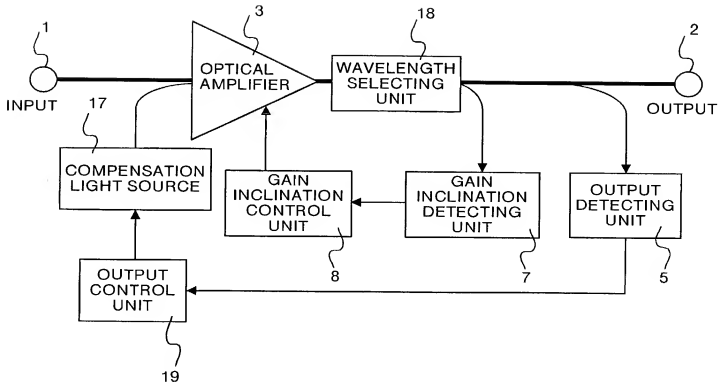 1
INPUT
3
OPTICAL
AMPLIFIER
18
WAVELENGTH
SELECTING
UNIT
2
OUTPUT
17
COMPENSATION
LIGHT SOURCE
GAIN
INCLINATION
CONTROL
UNIT
8
GAIN
INCLINATION
DETECTING
UNIT
7
OUTPUT
DETECTING
UNIT
5
OUTPUT
CONTROL
UNIT
19